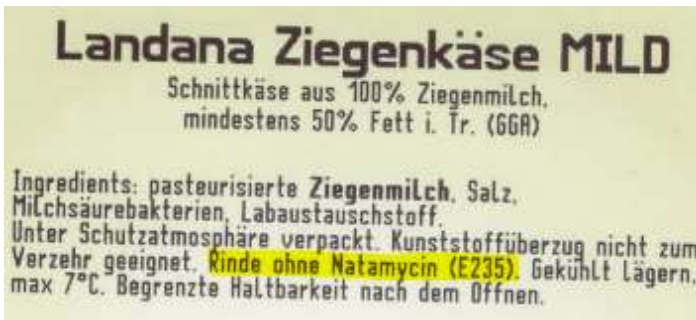 Landana Ziegenkäse MILD
Schnittkäse aus 100% Ziegenmilch,
mindestens 50% Fett i. Tr. (GGA)
Ingredients: pasteurisierte Ziegenmilch, Salz,
Milchsäurebakterien, Labaustauschstoff.
Unter Schutzatmosphäre verpackt. Kunststoffüberzug nicht zum
Verzehr geeignet. Rinde ohne Natamycin (E235). Gekühlt Lagern,
max 7°C. Begrenzte Haltbarkeit nach dem Öffnen.